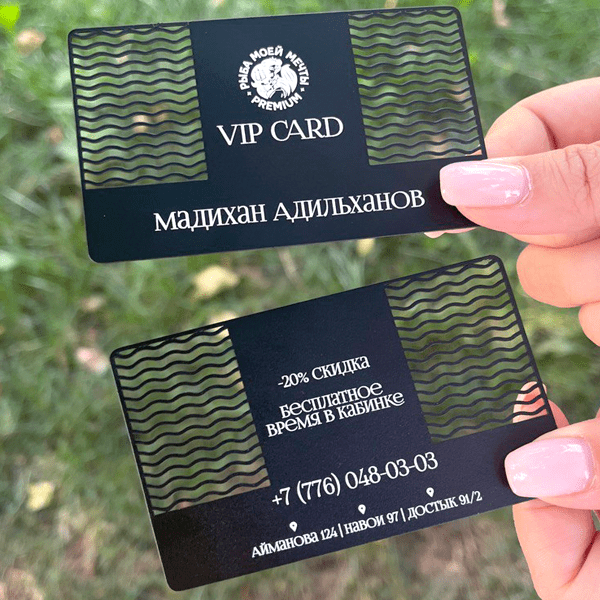 РЫБА МОЕЙ МЕЧТЫ
PREMIUM
VIP CARD
МАДИХАН АДИЛЬХАНОВ
-20% СКИДКА
БЕСПЛАТНОЕ
ВРЕМЯ В КАБИНКЕ
+7 (776) 048-03-03
АЙМАНОВА 124 | НАВОИ 97 | ДОСТЫК 91/2